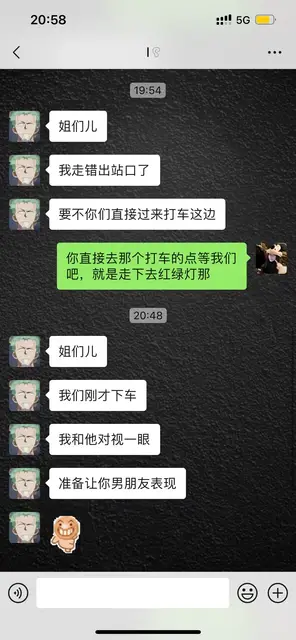 20:58
5G
19:54
姐们儿
我走错出站口了
要不你们直接过来打车这边
你直接去那个打车的点等我们
吧，就是走下去红绿灯那
20:48
姐们儿
我们刚才下车
我和他对视一眼
准备让你男朋友表现